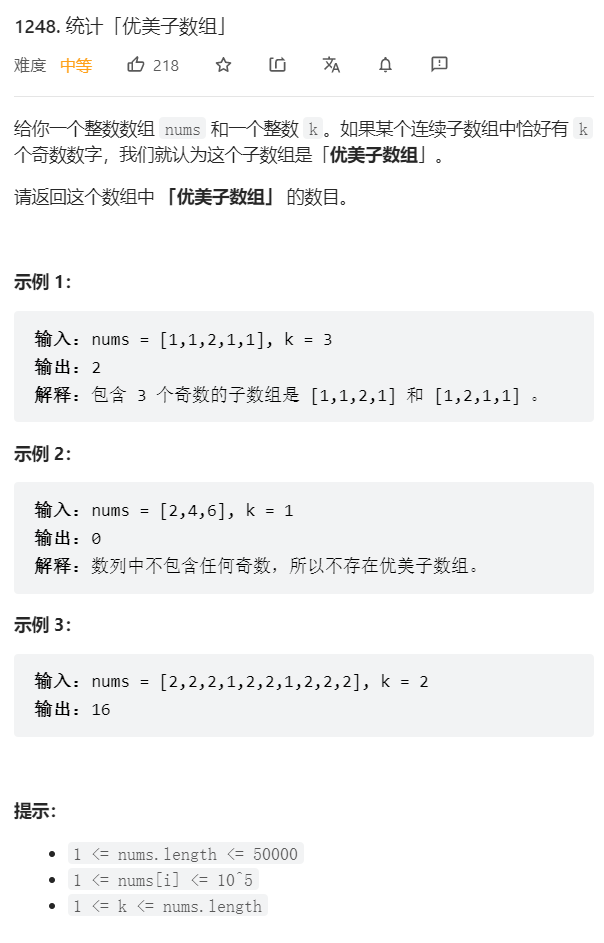 1248. 统计「优美子数组」
难度 中等 218
给你一个整数数组 nums 和一个整数 k。如果某个连续子数组中恰好有 k
个奇数数字，我们就认为这个子数组是「优美子数组」。
请返回这个数组中 「优美子数组」 的数目。
示例 1：
输入：nums = [1,1,2,1,1], k = 3
输出：2
解释：包含 3 个奇数的子数组是 [1,1,2,1] 和 [1,2,1,1] 。
示例 2：
输入：nums = [2,4,6], k = 1
输出：0
解释：数列中不包含任何奇数，所以不存在优美子数组。
示例 3：
输入：nums = [2,2,2,1,2,2,1,2,2,2], k = 2
输出：16
提示：
• 1 <= nums.length <= 50000
• 1 <= nums[i] <= 10^5
• 1 <= k <= nums.length